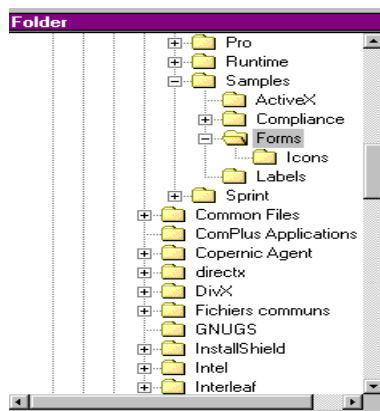 Folder
Pro
Runtime
Samples
ActiveX
Compliance
Forms
Icons
Labels
Sprint
Common Files
ComPlus Applications
Copernic Agent
directx
DivX
Fichiers communs
GNUGS
InstallShield
Intel
Interleaf